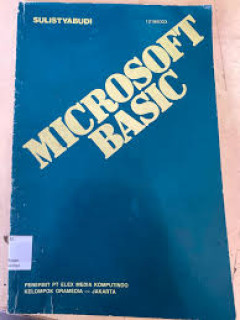 SULISTYABUDI
MICROSOFT
BASIC
PENERBIT PT ELEX MEDIA KOMPUTINDO
KELOMPOK GRAMEDIA — JAKARTA